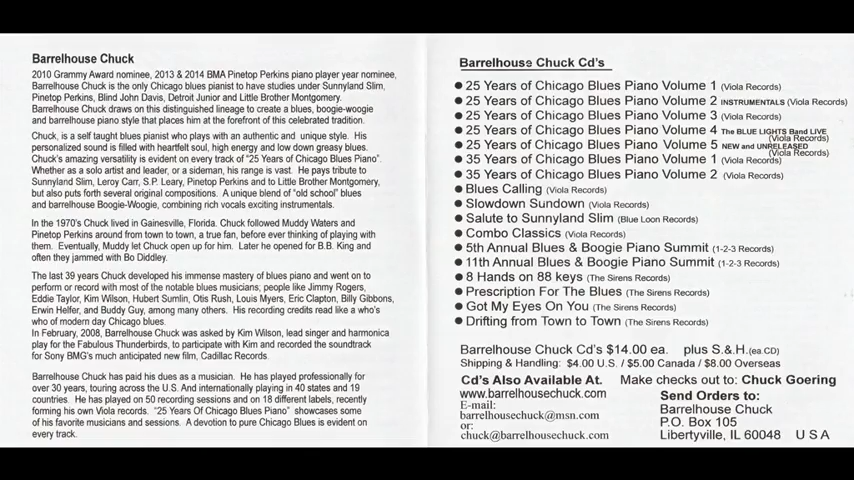 Barrelhouse Chuck
2010 Grammy Award nominee, 2013 & 2014 BMA Pinetop Perkins piano player year nominee,
Barrelhouse Chuck is the only Chicago blues pianist to have studies under Sunnyland Slim,
Pinetop Perkins, Blind John Davis, Detroit Junior and Little Brother Montgomery.
Barrelhouse Chuck draws on this distinguished lineage to create a blues, boogie-woogie
and barrelhouse piano style that places him at the forefront of this celebrated tradition.
Chuck, is a self taught blues pianist who plays with an authentic and unique style. His
personalized sound is filled with heartfelt soul, high energy and low down greasy blues.
Chuck's amazing versatility is evident on every track of "25 Years of Chicago Blues Piano".
Whether as a solo artist and leader, or a sideman, his range is vast. He pays tribute to
Sunnyland Slim, Leroy Carr, S.P. Leary, Pinetop Perkins and to Little Brother Montgomery,
but also puts forth several original compositions. A unique blend of "old school" blues
and barrelhouse Boogie-Woogie, combining rich vocals exciting instrumentals.
In the 1970's Chuck lived in Gainesville, Florida. Chuck followed Muddy Waters and
Pinetop Perkins around from town to town, a true fan, before ever thinking of playing with
them. Eventually, Muddy let Chuck open up for him. Later he opened for B.B. King and
often they jammed with Bo Diddley.
The last 39 years Chuck developed his immense mastery of blues piano and went on to
perform or record with most of the notable blues musicians; people like Jimmy Rogers,
Eddie Taylor, Kim Wilson, Hubert Sumlin, Otis Rush, Louis Myers, Eric Clapton, Billy Gibbons,
Erwin Helfer, and Buddy Guy, among many others. His recording credits read like a who's
who of modern day Chicago blues.
In February, 2008, Barrelhouse Chuck was asked by Kim Wilson, lead singer and harmonica
play for the Fabulous Thunderbirds, to participate with Kim and recorded the soundtrack
for Sony BMG's much anticipated new film, Cadillac Records.
Barrelhouse Chuck has paid his dues as a musician. He has played professionally for
over 30 years, touring across the U.S. And internationally playing in 40 states and 19
countries. He has played on 50 recording sessions and on 18 different labels, recently
forming his own Viola records. "25 Years Of Chicago Blues Piano" showcases some
of his favorite musicians and sessions. A devotion to pure Chicago Blues is evident on
every track.
Barrelhouse Chuck Cd's
● 25 Years of Chicago Blues Piano Volume 1 (Viola Records)
● 25 Years of Chicago Blues Piano Volume 2 INSTRUMENTALS (Viola Records)
● 25 Years of Chicago Blues Piano Volume 3 (Viola Records)
● 25 Years of Chicago Blues Piano Volume 4 The BLUE LIGHTS Band LIVE (Viola Records)
● 25 Years of Chicago Blues Piano Volume 5 NEW and UNRELEASED (Viola Records)
● 35 Years of Chicago Blues Piano Volume 1 (Viola Records)
● 35 Years of Chicago Blues Piano Volume 2 (Viola Records)
● Blues Calling (Viola Records)
● Slowdown Sundown (Viola Records)
● Salute to Sunnyland Slim (Blue Loon Records)
● Combo Classics (Viola Records)
● 5th Annual Blues & Boogie Piano Summit (1-2-3 Records)
● 11th Annual Blues & Boogie Piano Summit (1-2-3 Records)
● 8 Hands on 88 keys (The Sirens Records)
● Prescription For The Blues (The Sirens Records)
● Got My Eyes On You (The Sirens Records)
● Drifting from Town to Town (The Sirens Records)
Barrelhouse Chuck Cd's $14.00 ea. plus S.&H.(ea.CD)
Shipping & Handling: $4.00 U.S. / $5.00 Canada / $8.00 Overseas
Cd's Also Available At. Make checks out to: Chuck Goering
www.barrelhousechuck.com
E-mail:
barrelhousechuck@msn.com
or:
chuck@barrelhousechuck.com
Send Orders to:
Barrelhouse Chuck
P.O. Box 105
Libertyville, IL 60048 U S A